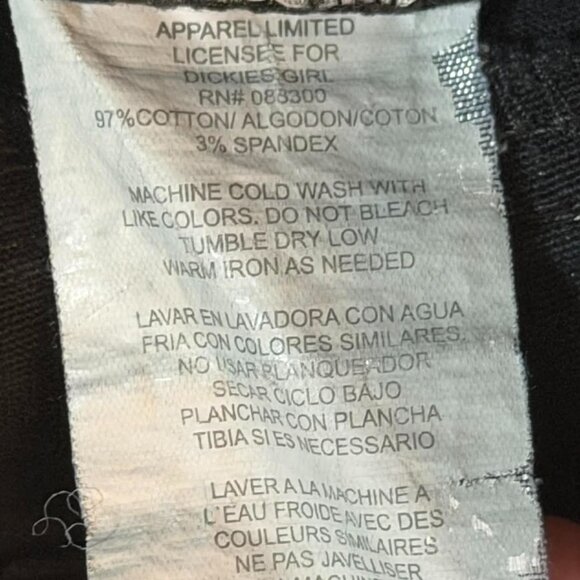 APPAREL LIMITED
LICENSEE FOR
DICKIES GIRL
RN# 083300
97%COTTON/ ALGODON/COTON
3% SPANDEX
MACHINE COLD WASH WITH
LIKE COLORS. DO NOT BLEACH
TUMBLE DRY LOW
WARM IRON AS NEEDED
LAVAR EN LAVADORA CON AGUA
FRIA CON COLORES SIMILARES.
NO USAR BLANQUEADOR
SECAR CICLO BAJO
PLANCHAR CON PLANCHA
TIBIA SI ES NECESSARIO
LAVER A LA MACHINE A
L'EAU FROIDE AVEC DES
COULEURS SIMILAIRES
NE PAS JAVELLISER
MACHINE